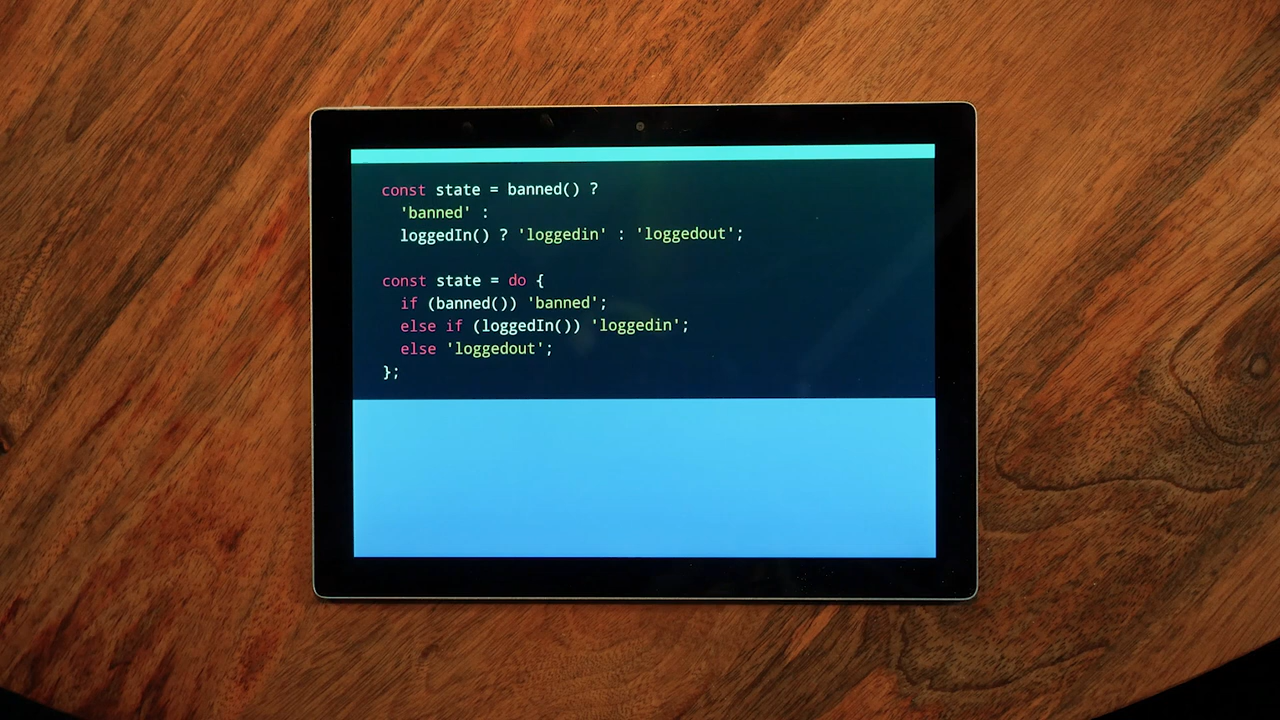 const state = banned() ?
  'banned' :
  loggedIn() ? 'loggedin' : 'loggedout';

const state = do {
  if (banned()) 'banned';
  else if (loggedIn()) 'loggedin';
  else 'loggedout';
};